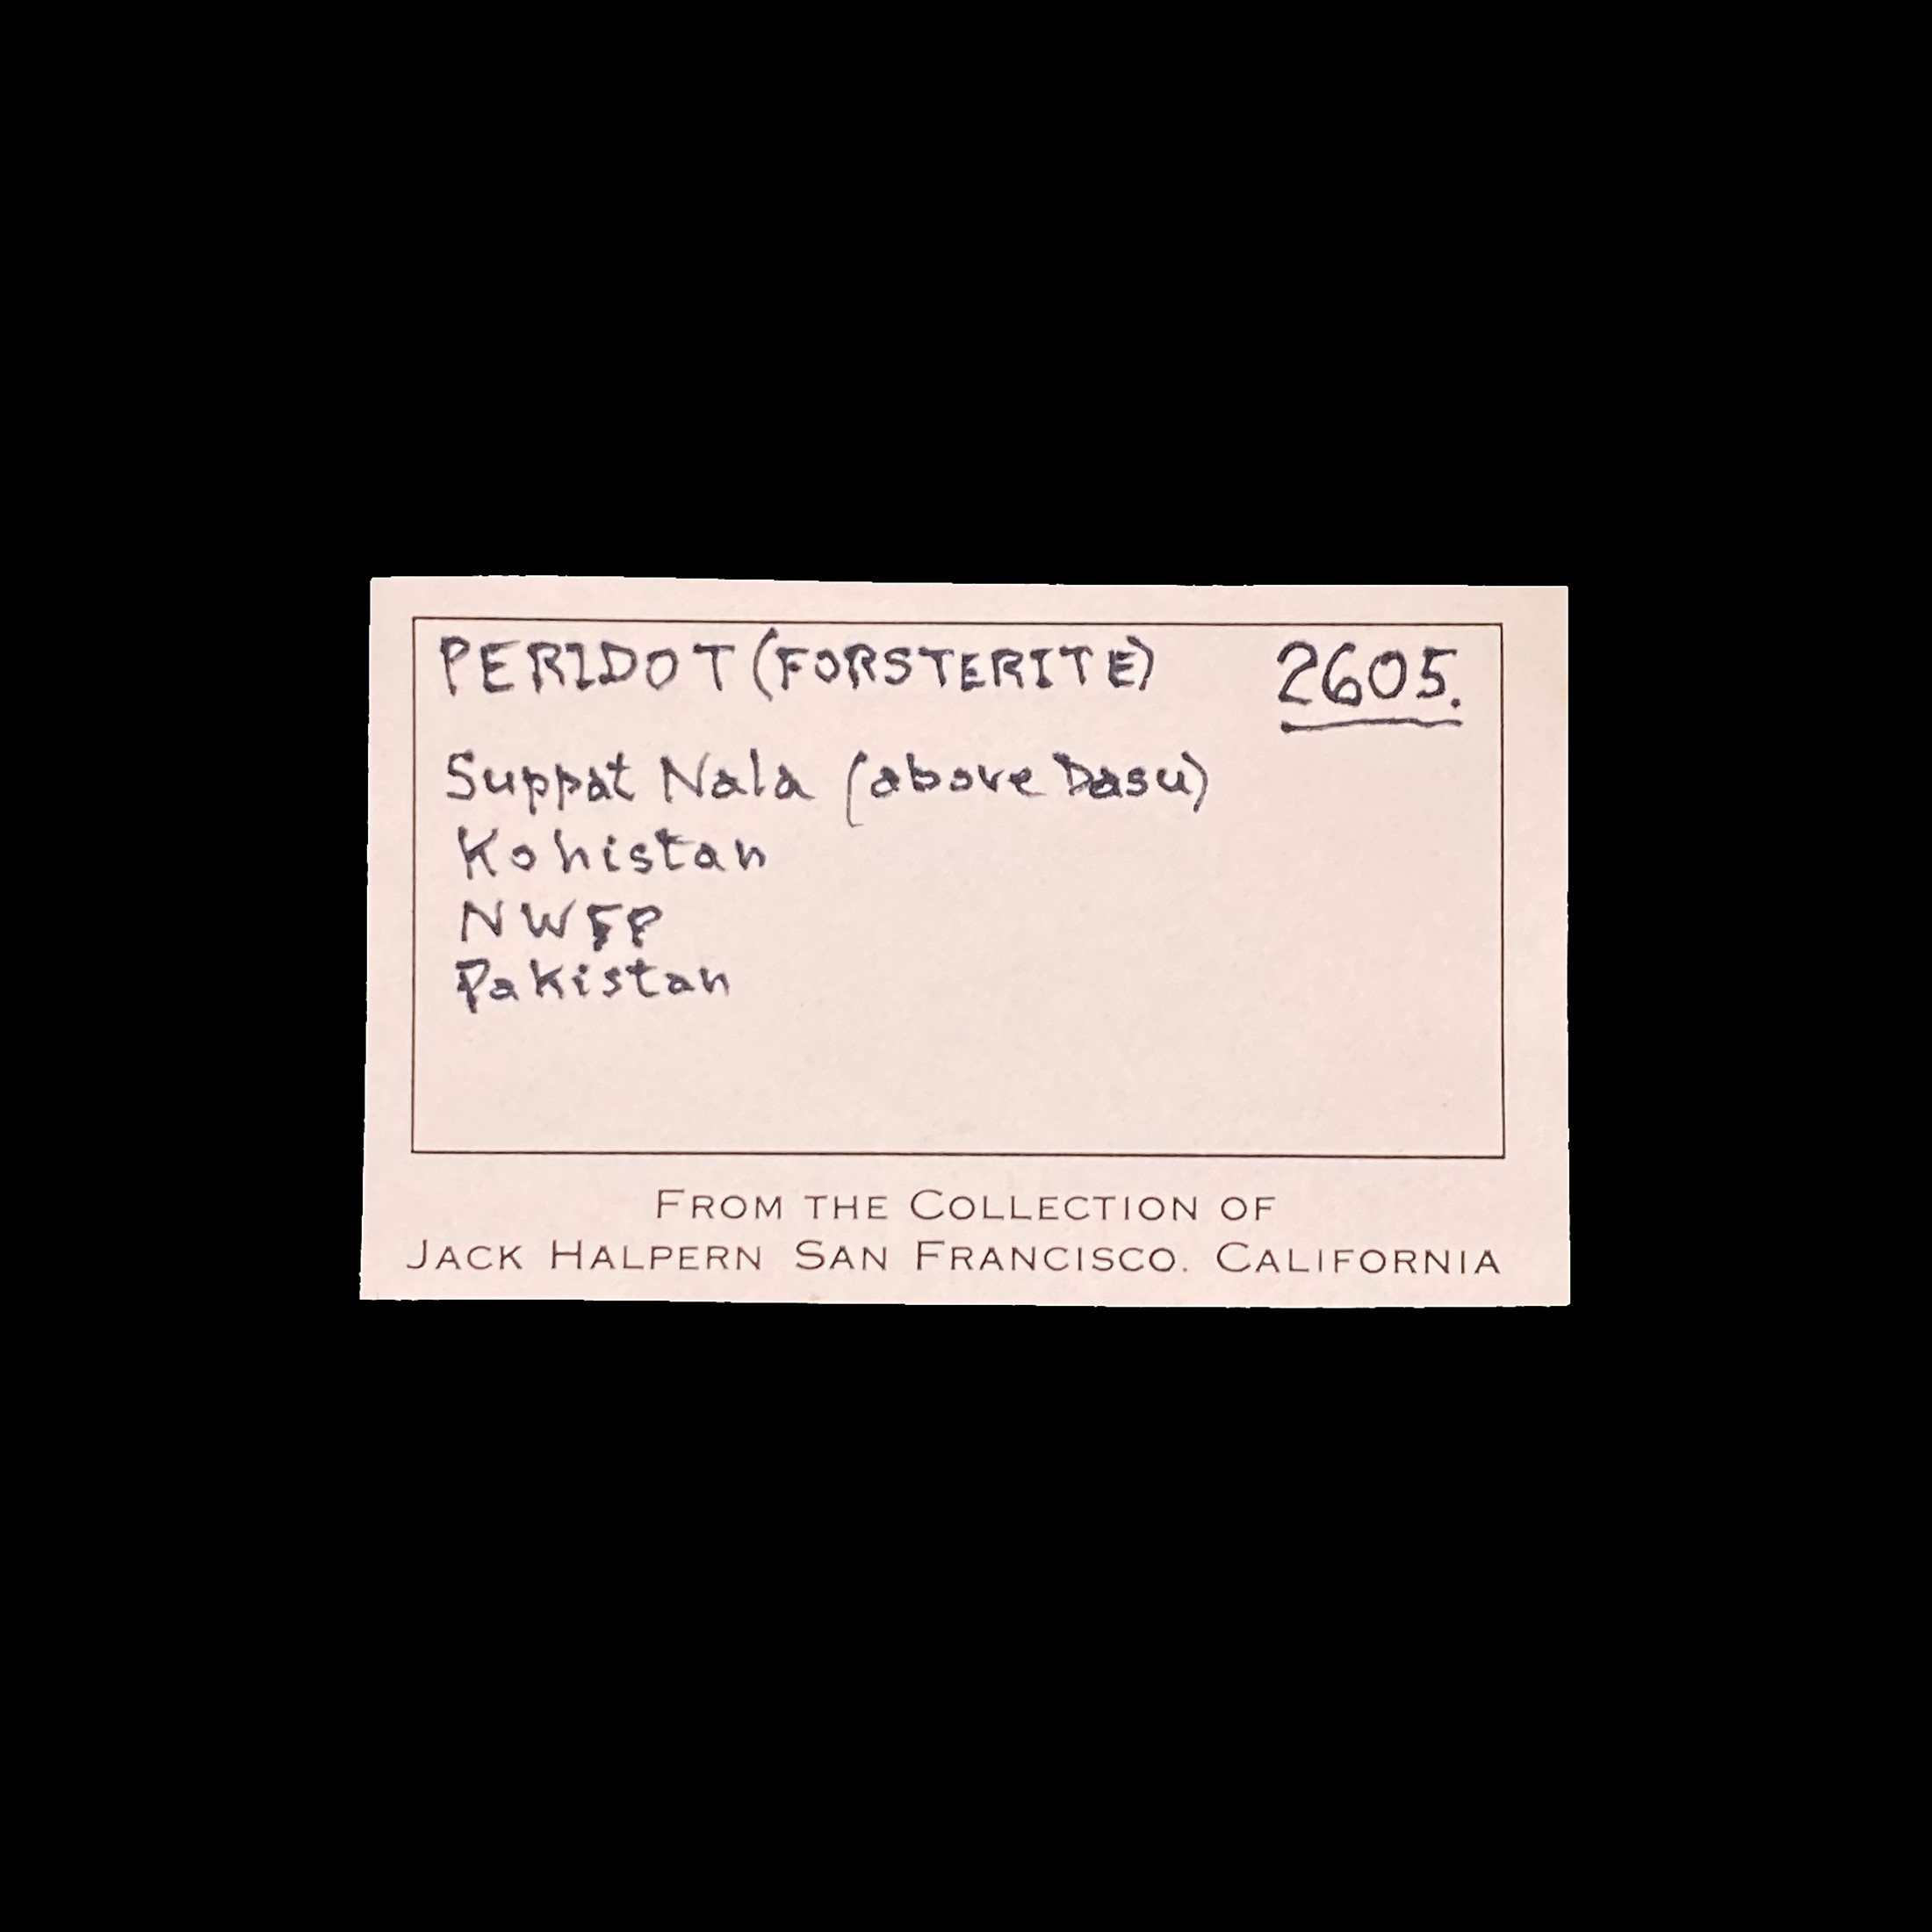 PERIDOT (FORSTERITE) 2605.
Suppat Nala (above Dasu)
Kohistan
NWFP
Pakistan
FROM THE COLLECTION OF
JACK HALPERN SAN FRANCISCO. CALIFORNIA